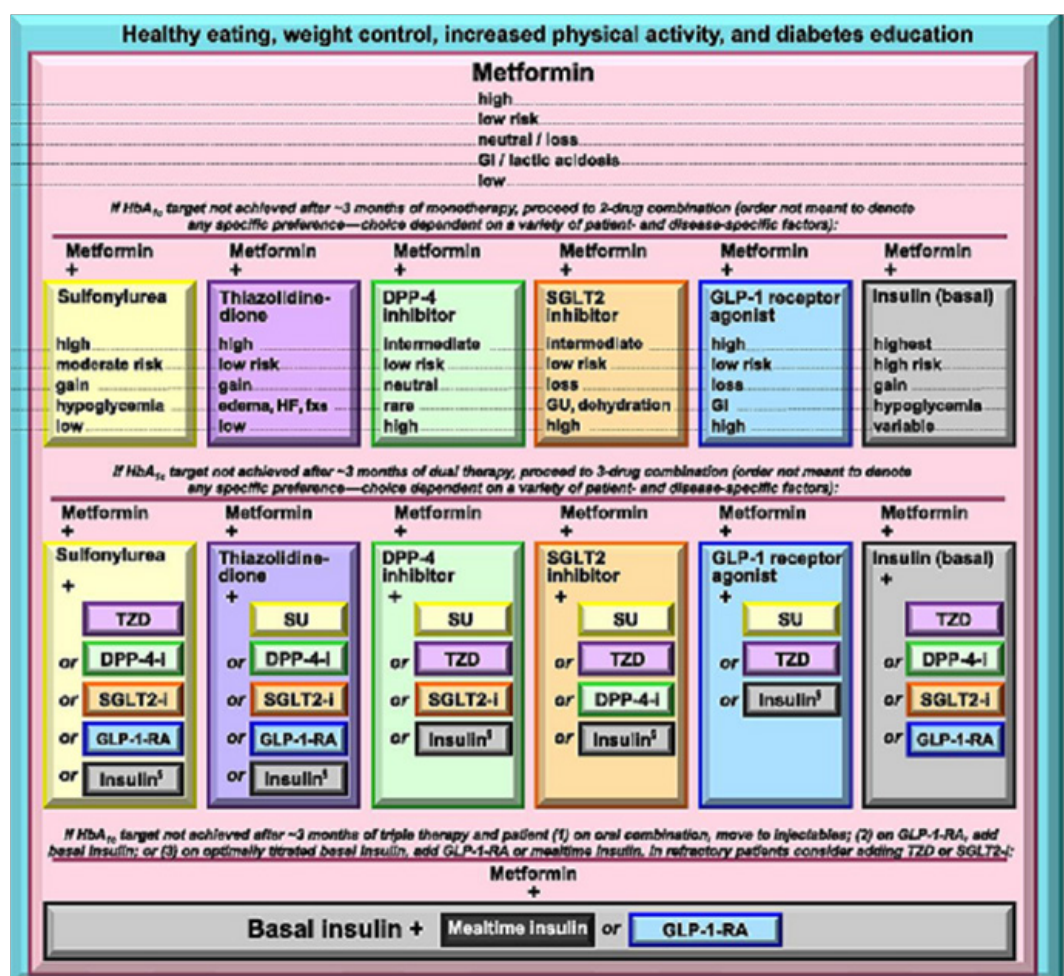 Healthy eating, weight control, increased physical activity, and diabetes education
Metformin
high
low risk
neutral / loss
GI / lactic acidosis
low
If HbA1c target not achieved after ~3 months of monotherapy, proceed to 2-drug combination (order not meant to denote
any specific preference—choice dependent on a variety of patient- and disease-specific factors):
Metformin + Metformin + Metformin + Metformin + Metformin + Metformin +
Sulfonylurea
high
moderate risk
gain
hypoglycemia
low
Thiazolidine-
dione
high
low risk
gain
edema, HF, fxs
low
DPP-4
inhibitor
intermediate
low risk
neutral
rare
high
SGLT2
inhibitor
intermediate
low risk
loss
GU, dehydration
high
GLP-1 receptor
agonist
high
low risk
loss
GI
high
Insulin (basal)
highest
high risk
gain
hypoglycemia
variable
If HbA1c target not achieved after ~3 months of dual therapy, proceed to 3-drug combination (order not meant to denote
any specific preference—choice dependent on a variety of patient- and disease-specific factors):
Metformin
+
Sulfonylurea
+
TZD
or DPP-4-i
or SGLT2-i
or GLP-1-RA
or Insulin§
Metformin
+
Thiazolidine-
dione
+
SU
or DPP-4-i
or SGLT2-i
or GLP-1-RA
or Insulin§
Metformin
+
DPP-4
inhibitor
+
SU
or TZD
or SGLT2-i
or Insulin§
Metformin
+
SGLT2
inhibitor
+
SU
or TZD
or DPP-4-i
or Insulin§
Metformin
+
GLP-1 receptor
agonist
+
SU
or TZD
or Insulin§
Metformin
+
Insulin (basal)
+
TZD
or DPP-4-i
or SGLT2-i
or GLP-1-RA
If HbA1c target not achieved after ~3 months of triple therapy and patient (1) on oral combination, move to injectables; (2) on GLP-1-RA, add
basal insulin; or (3) on optimally titrated basal insulin, add GLP-1-RA or mealtime insulin. In refractory patients consider adding TZD or SGLT2-i:
Metformin
+
Basal insulin + Mealtime insulin or GLP-1-RA